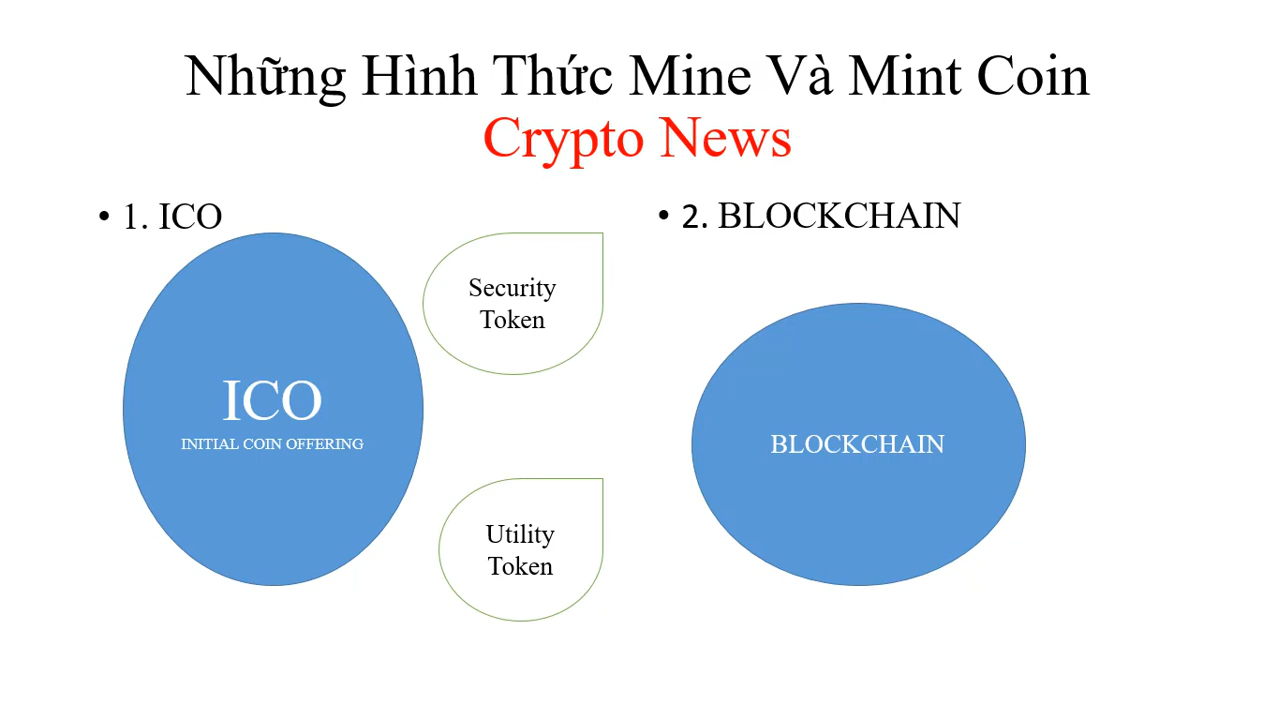 Những Hình Thức Mine Và Mint Coin
Crypto News
• 1. ICO
ICO
INITIAL COIN OFFERING
Security
Token
Utility
Token
• 2. BLOCKCHAIN
BLOCKCHAIN